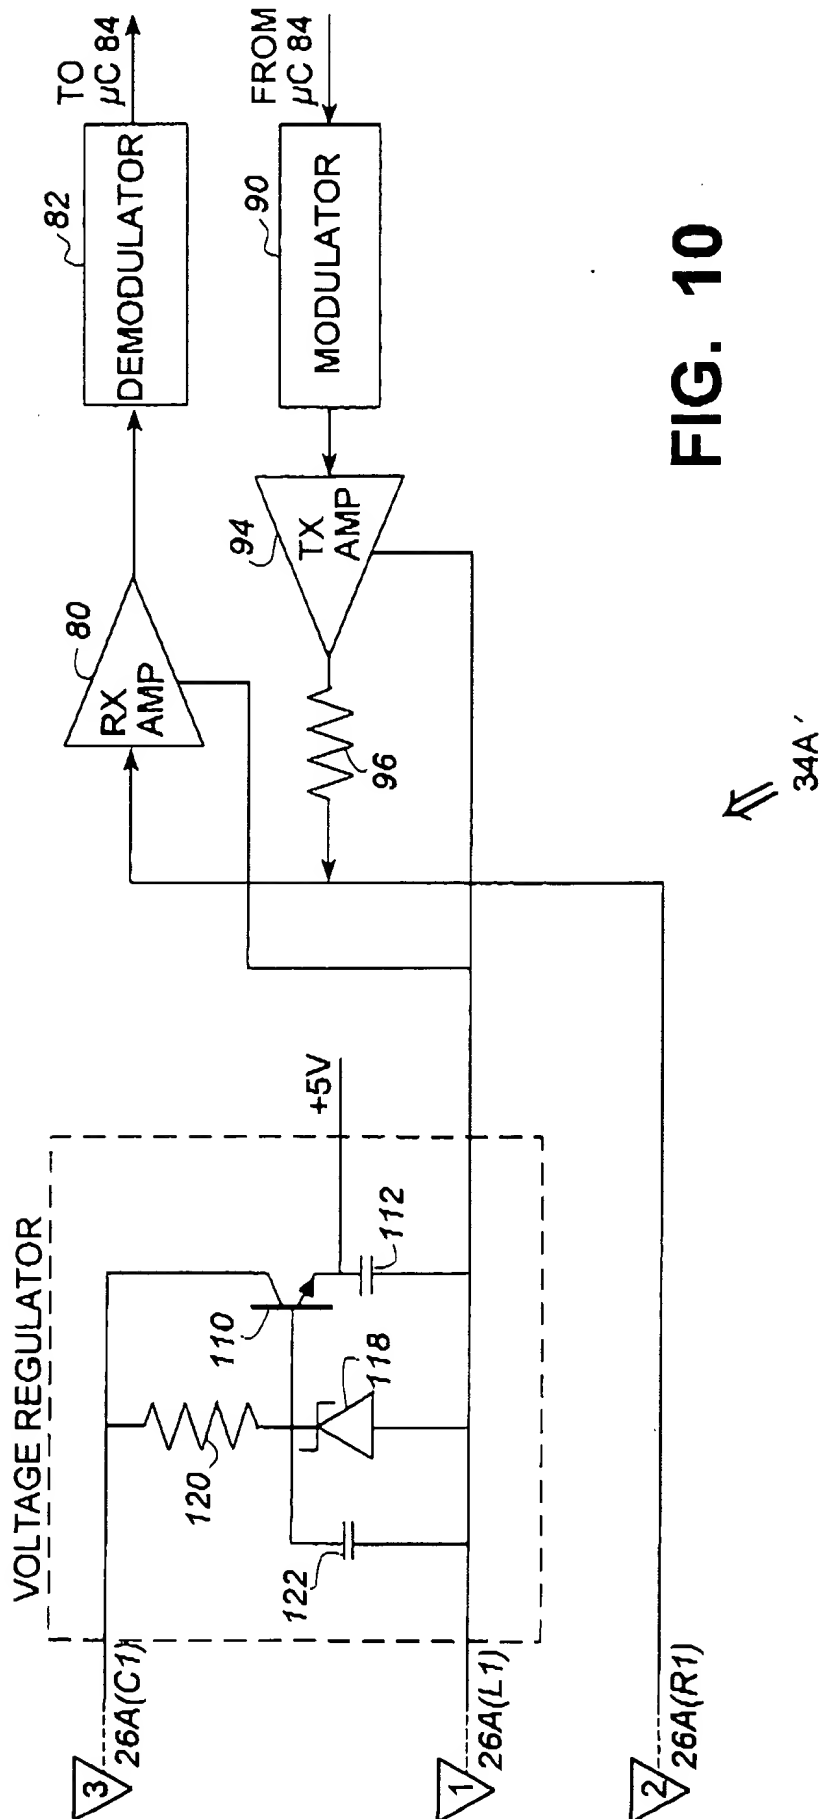 TO
µC 84
FROM
µC 84
82
DEMODULATOR
90
MODULATOR
80
RX
AMP
94
TX
AMP
96
34A′
+5V
VOLTAGE REGULATOR
110
112
118
120
122
3
26A(C1)
1
26A(L1)
2
26A(R1)
FIG. 10